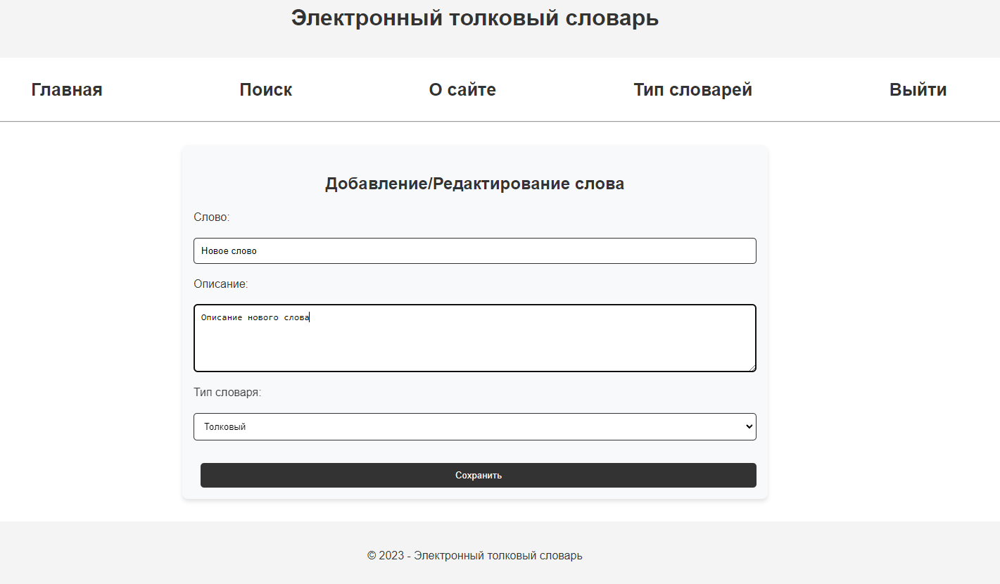 Электронный толковый словарь
Главная Поиск О сайте Тип словарей Выйти
Добавление/Редактирование слова
Слово:
Новое слово
Описание:
Описание нового слова
Тип словаря:
Толковый
Сохранить
© 2023 - Электронный толковый словарь